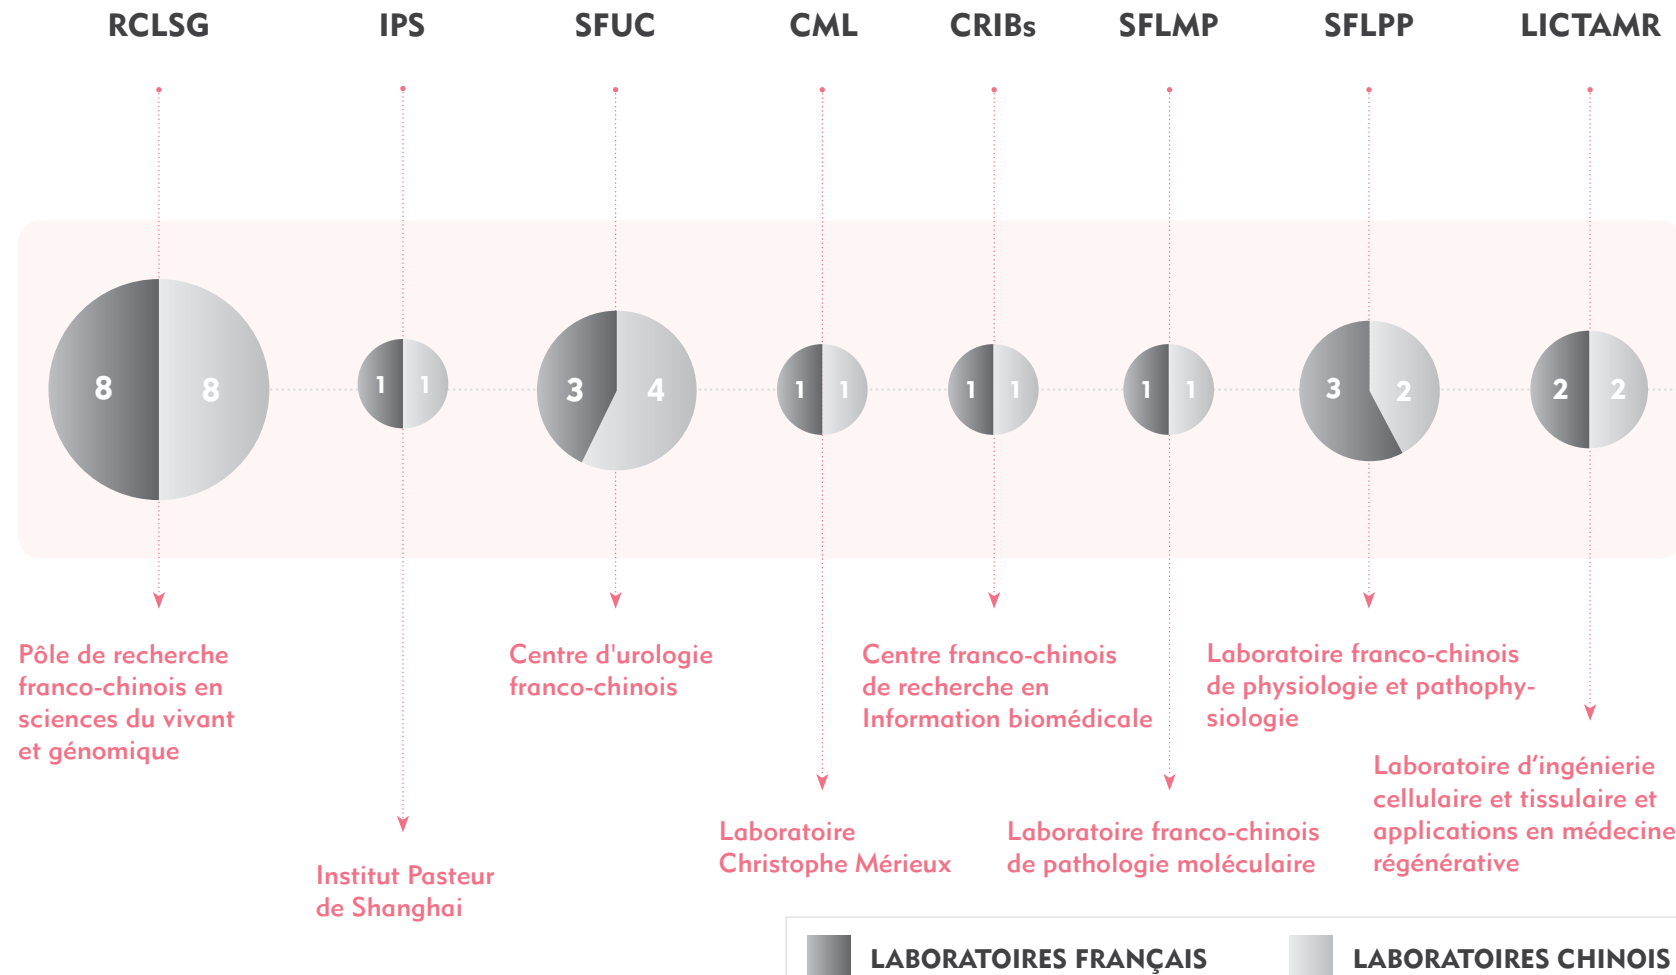 RCLSG IPS SFUC CML CRIBs SFLMP SFLPP LICTAMR
8 8 1 1 3 4 1 1 1 1 1 1 3 2 2 2
Pôle de recherche
franco-chinois en
sciences du vivant
et génomique
Institut Pasteur
de Shanghai
Centre d'urologie
franco-chinois
Laboratoire
Christophe Mérieux
Centre franco-chinois
de recherche en
Information biomédicale
Laboratoire franco-chinois
de pathologie moléculaire
Laboratoire franco-chinois
de physiologie et pathophy-
siologie
Laboratoire d’ingénierie
cellulaire et tissulaire et
applications en médecine
régénérative
LABORATOIRES FRANÇAIS LABORATOIRES CHINOIS